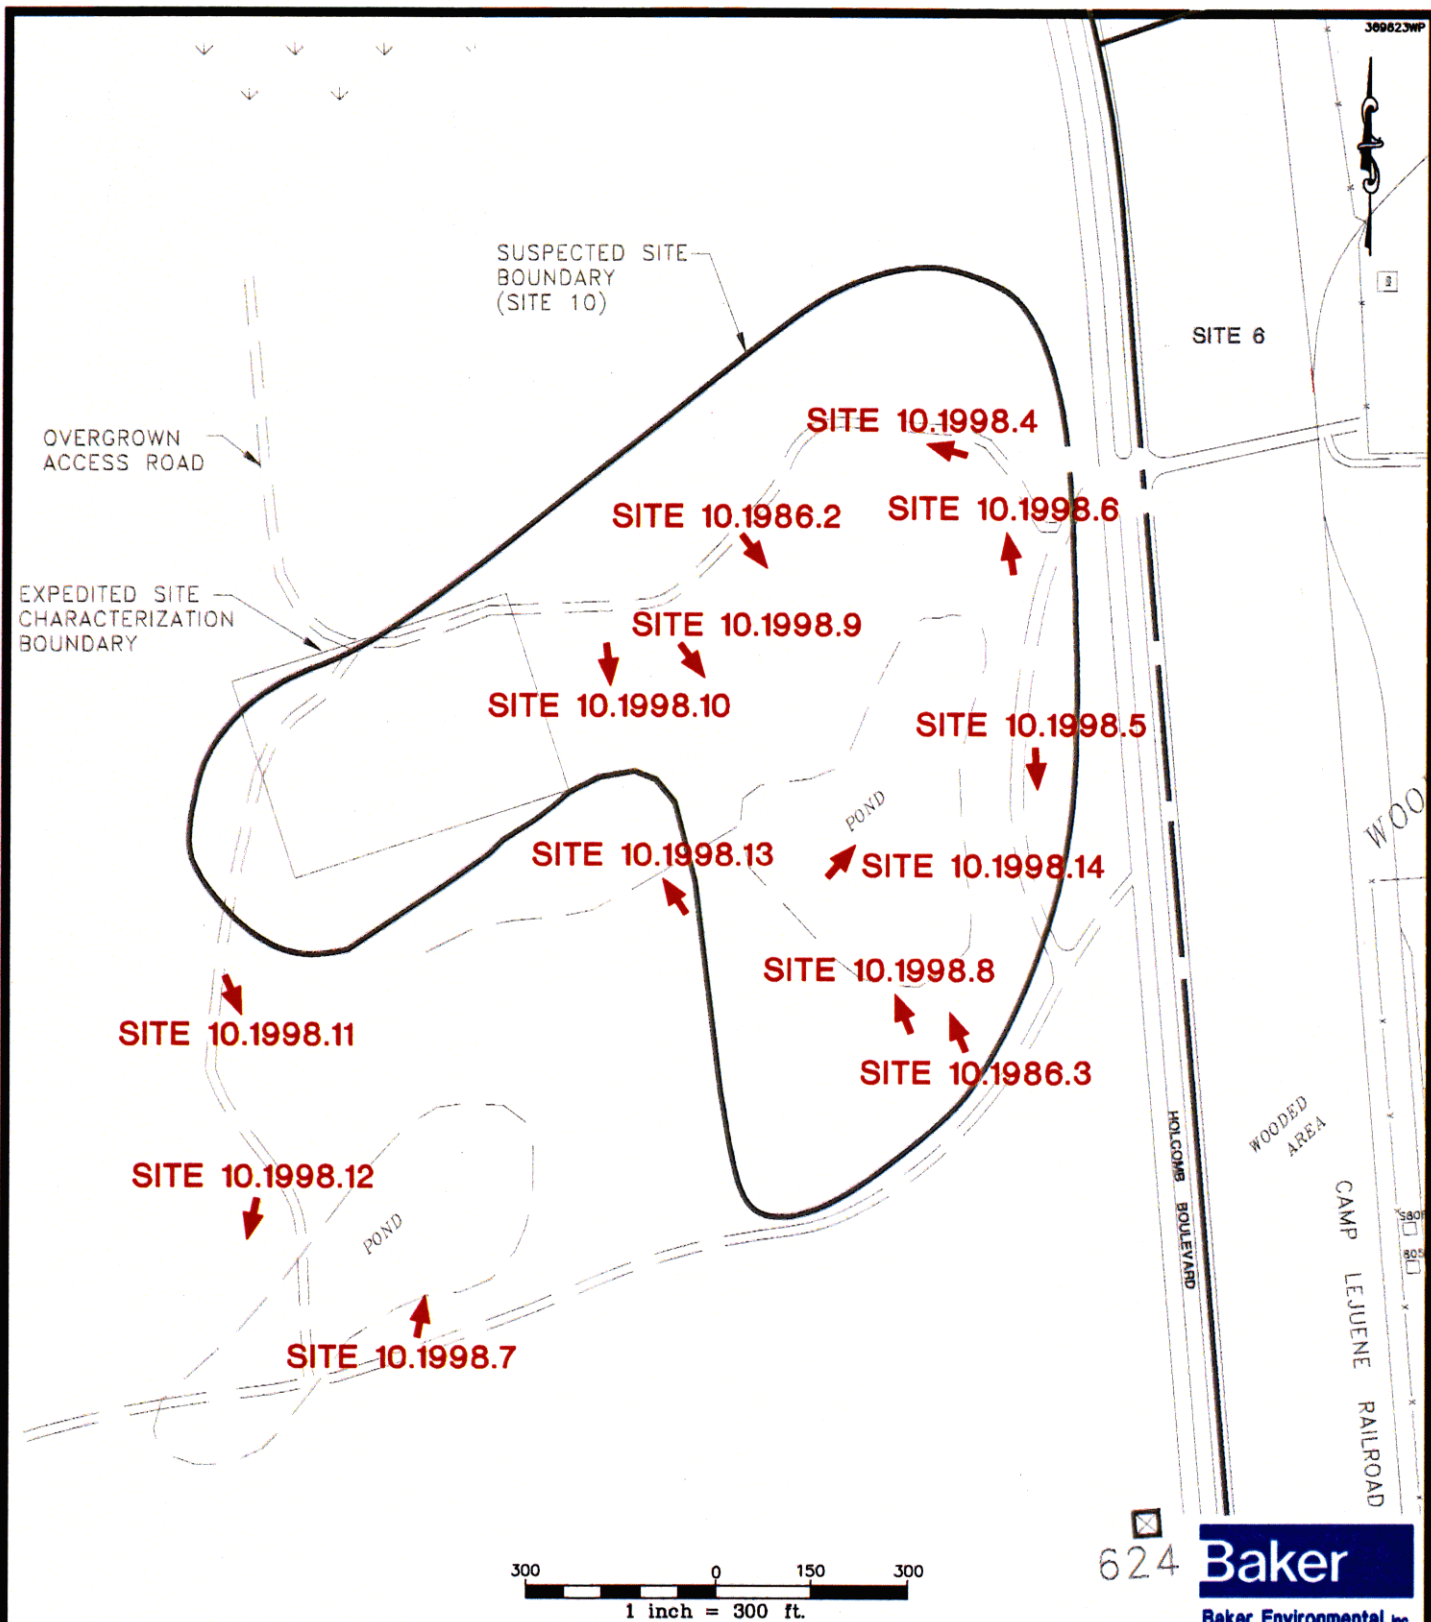 369623WP
SUSPECTED SITE
BOUNDARY
(SITE 10)
SITE 6
SITE 10.1998.4
OVERGROWN
ACCESS ROAD
SITE 10.1986.2
SITE 10.1998.6
EXPEDITED SITE
CHARACTERIZATION
BOUNDARY
SITE 10.1998.9
SITE 10.1998.10
SITE 10.1998.5
POND
WOO
SITE 10.1998.13
SITE 10.1998.14
SITE 10.1998.8
SITE 10.1998.11
SITE 10.1986.3
WOODED
AREA
HOLCOMB BOULEVARD
SITE 10.1998.12
POND
CAMP LEJUENE RAILROAD
SITE 10.1998.7
624
Baker
Baker Environmental, Inc.
300 0 150 300
1 inch = 300 ft.